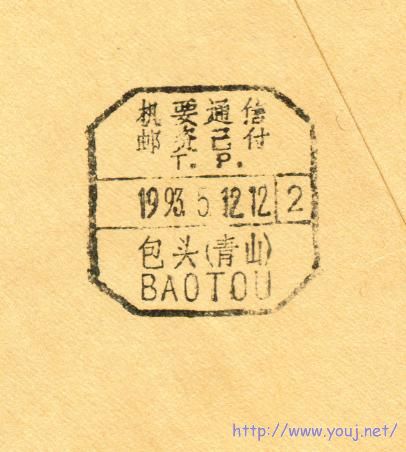 机要通信
邮资已付
T. P.
1993.5.12.12 2
包头(青山)
BAOTOU
http://www.youj.net/